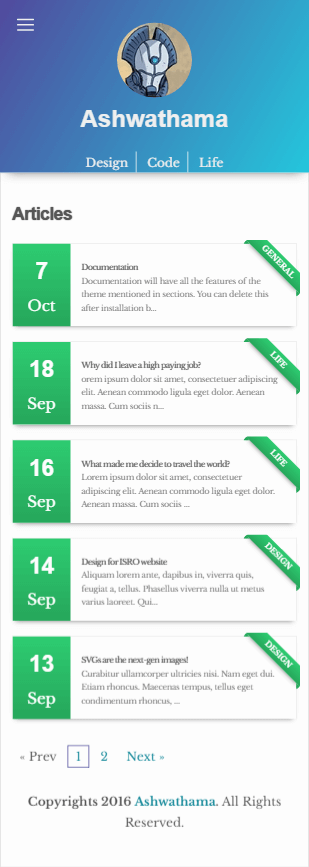 Ashwathama
Design Code Life
Articles
7
Oct
GENERAL
Documentation
Documentation will have all the features of the
theme mentioned in sections. You can delete this
after installation b...
18
Sep
LIFE
Why did I leave a high paying job?
orem ipsum dolor sit amet, consectetuer adipiscing
elit. Aenean commodo ligula eget dolor. Aenean
massa. Cum sociis n...
16
Sep
LIFE
What made me decide to travel the world?
Lorem ipsum dolor sit amet, consectetuer
adipiscing elit. Aenean commodo ligula eget dolor.
Aenean massa. Cum sociis ...
14
Sep
DESIGN
Design for ISRO website
Aliquam lorem ante, dapibus in, viverra quis,
feugiat a, tellus. Phasellus viverra nulla ut metus
varius laoreet. Qui...
13
Sep
DESIGN
SVGs are the next-gen images!
Curabitur ullamcorper ultricies nisi. Nam eget dui.
Etiam rhoncus. Maecenas tempus, tellus eget
condimentum rhoncus, ...
« Prev 1 2 Next »
Copyrights 2016 Ashwathama. All Rights
Reserved.